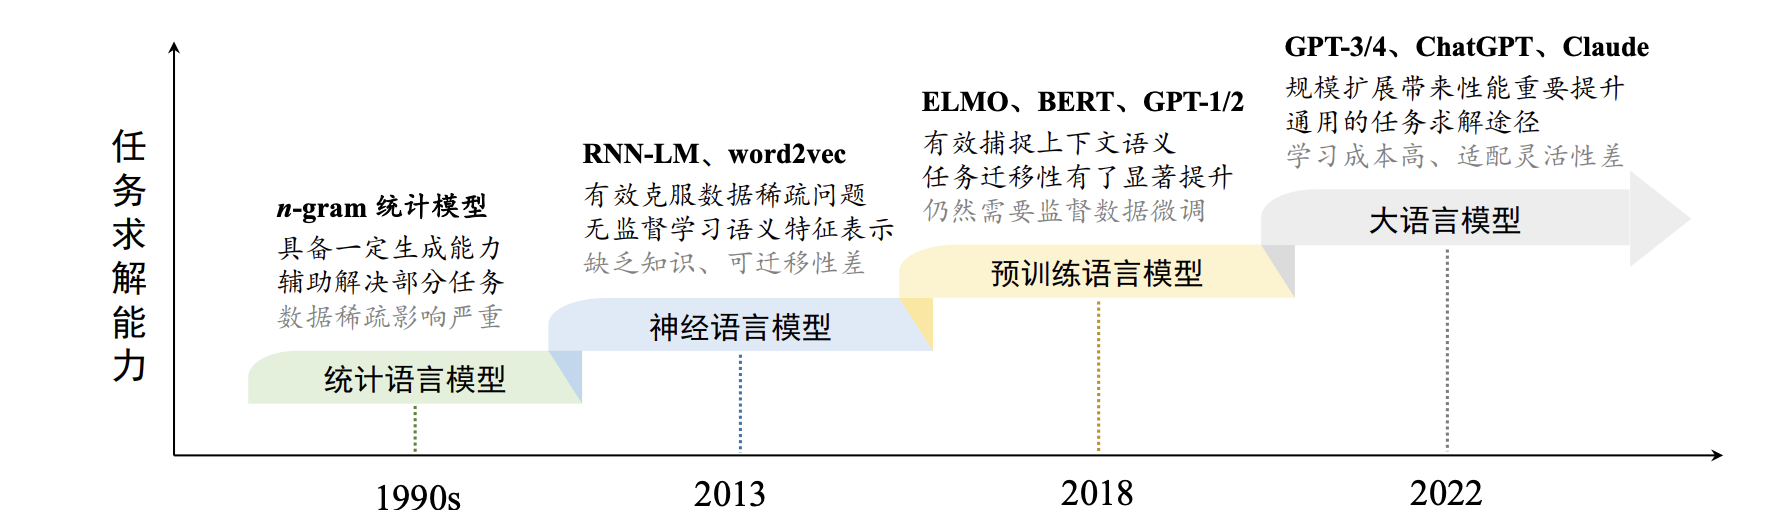 任务求解能力
n-gram 统计模型
具备一定生成能力
辅助解决部分任务
数据稀疏影响严重
统计语言模型
1990s
RNN-LM、word2vec
有效克服数据稀疏问题
无监督学习语义特征表示
缺乏知识、可迁移性差
神经语言模型
2013
ELMO、BERT、GPT-1/2
有效捕捉上下文语义
任务迁移性有了显著提升
仍然需要监督数据微调
预训练语言模型
2018
GPT-3/4、ChatGPT、Claude
规模扩展带来性能重要提升
通用的任务求解途径
学习成本高、适配灵活性差
大语言模型
2022